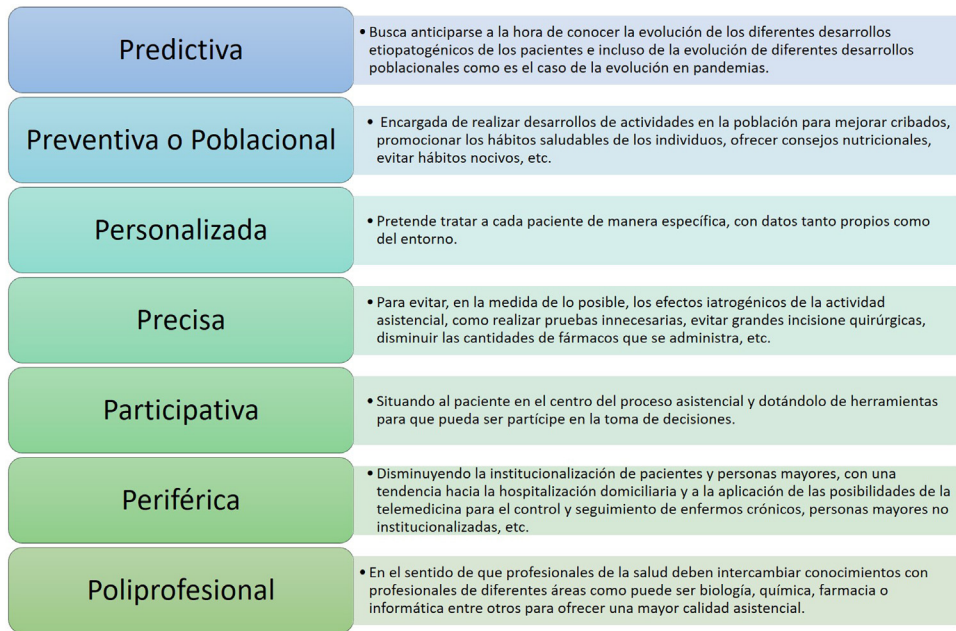 Predictiva
• Busca anticiparse a la hora de conocer la evolución de los diferentes desarrollos
etiopatogénicos de los pacientes e incluso de la evolución de diferentes desarrollos
poblacionales como es el caso de la evolución en pandemias.
Preventiva o Poblacional
• Encargada de realizar desarrollos de actividades en la población para mejorar cribados,
promocionar los hábitos saludables de los individuos, ofrecer consejos nutricionales,
evitar hábitos nocivos, etc.
Personalizada
• Pretende tratar a cada paciente de manera específica, con datos tanto propios como
del entorno.
Precisa
• Para evitar, en la medida de lo posible, los efectos iatrogénicos de la actividad
asistencial, como realizar pruebas innecesarias, evitar grandes incisione quirúrgicas,
disminuir las cantidades de fármacos que se administra, etc.
Participativa
• Situando al paciente en el centro del proceso asistencial y dotándolo de herramientas
para que pueda ser partícipe en la toma de decisiones.
Periférica
• Disminuyendo la institucionalización de pacientes y personas mayores, con una
tendencia hacia la hospitalización domiciliaria y a la aplicación de las posibilidades de la
telemedicina para el control y seguimiento de enfermos crónicos, personas mayores no
institucionalizadas, etc.
Poliprofesional
• En el sentido de que profesionales de la salud deben intercambiar conocimientos con
profesionales de diferentes áreas como puede ser biología, química, farmacia o
informática entre otros para ofrecer una mayor calidad asistencial.